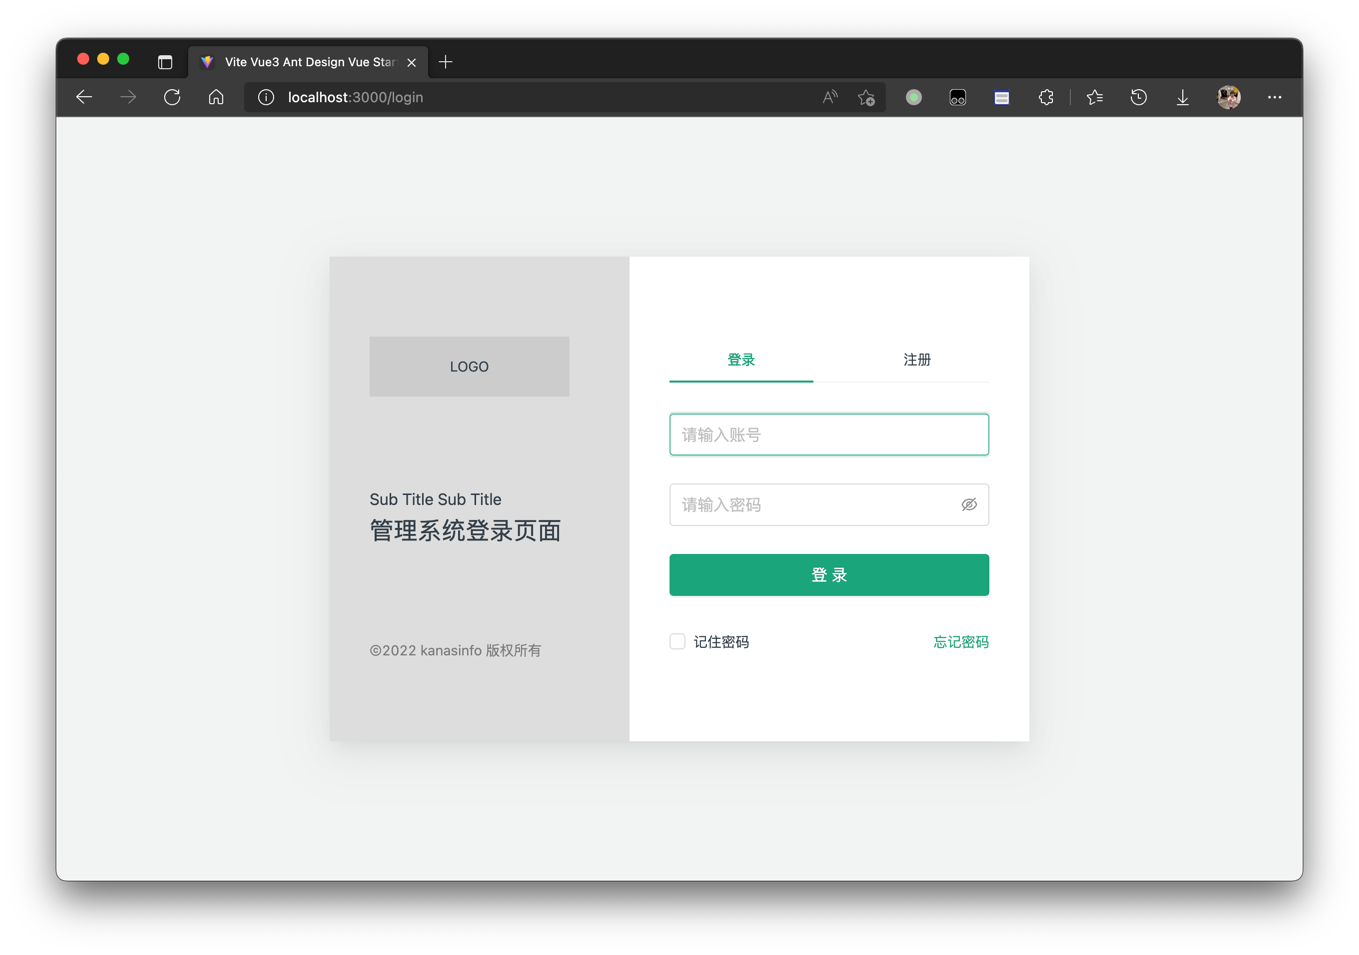 Vite Vue3 Ant Design Vue Star
localhost:3000/login
LOGO
Sub Title Sub Title
管理系统登录页面
©2022 kanasinfo 版权所有
登录
注册
请输入账号
请输入密码
登 录
记住密码
忘记密码